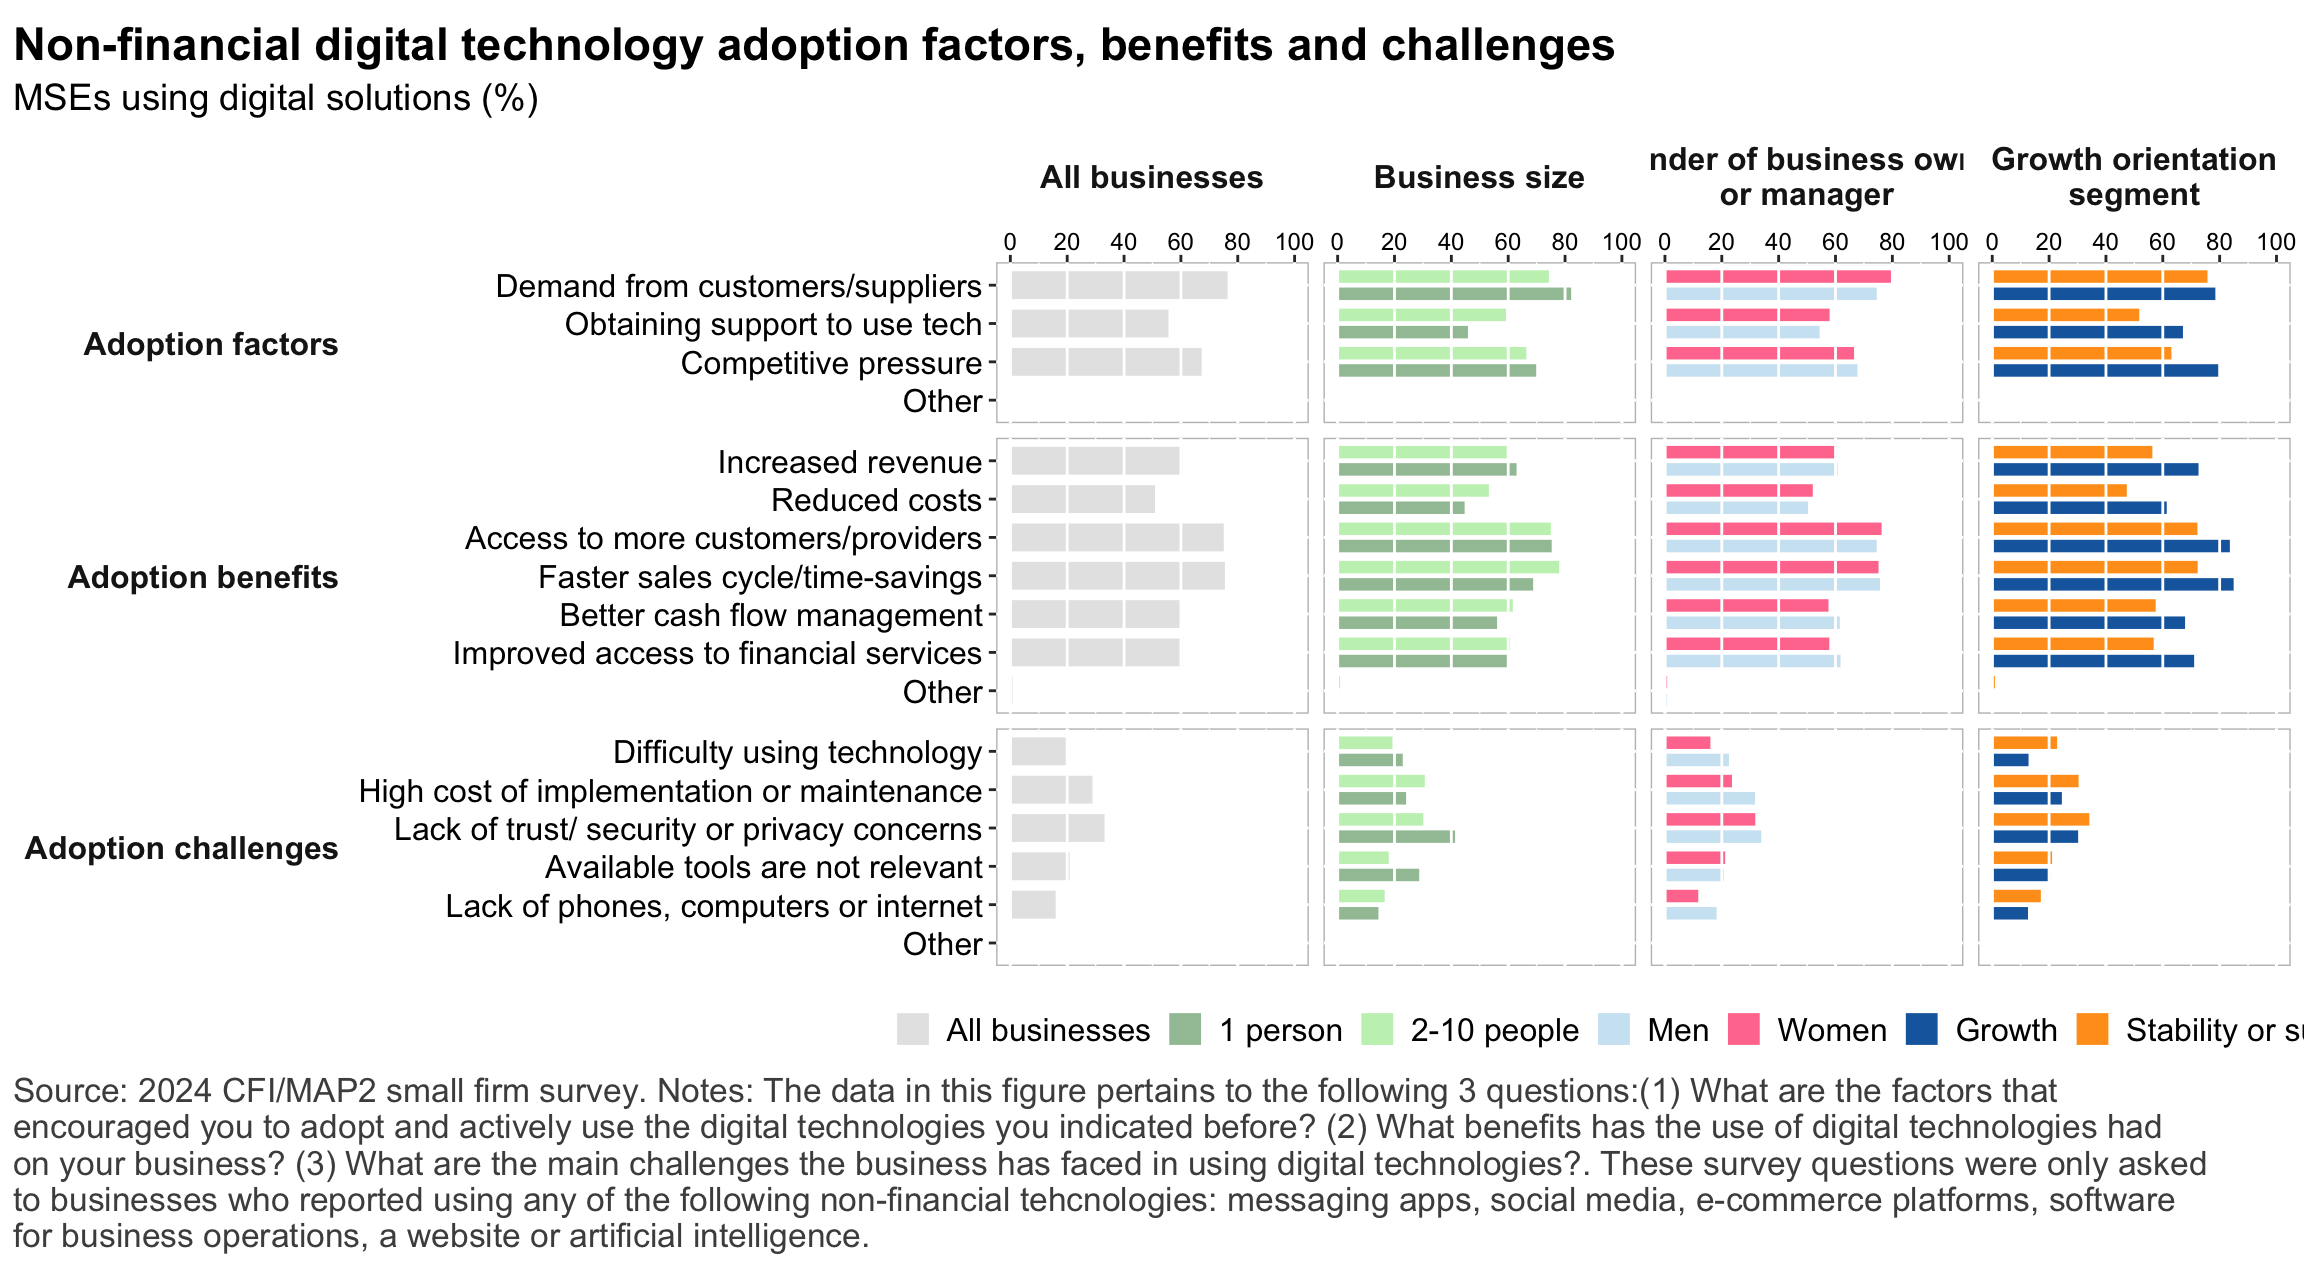 Non-financial digital technology adoption factors, benefits and challenges
MSEs using digital solutions (%)
All businesses
Business size
nder of business own
or manager
Growth orientation
segment
0 20 40 60 80 100
0 20 40 60 80 100
0 20 40 60 80 100
0 20 40 60 80 100
Adoption factors
Demand from customers/suppliers
Obtaining support to use tech
Competitive pressure
Other
Adoption benefits
Increased revenue
Reduced costs
Access to more customers/providers
Faster sales cycle/time-savings
Better cash flow management
Improved access to financial services
Other
Adoption challenges
Difficulty using technology
High cost of implementation or maintenance
Lack of trust/ security or privacy concerns
Available tools are not relevant
Lack of phones, computers or internet
Other
All businesses 1 person 2-10 people Men Women Growth Stability or su
Source: 2024 CFI/MAP2 small firm survey. Notes: The data in this figure pertains to the following 3 questions:(1) What are the factors that
encouraged you to adopt and actively use the digital technologies you indicated before? (2) What benefits has the use of digital technologies had
on your business? (3) What are the main challenges the business has faced in using digital technologies?. These survey questions were only asked
to businesses who reported using any of the following non-financial tehcnologies: messaging apps, social media, e-commerce platforms, software
for business operations, a website or artificial intelligence.